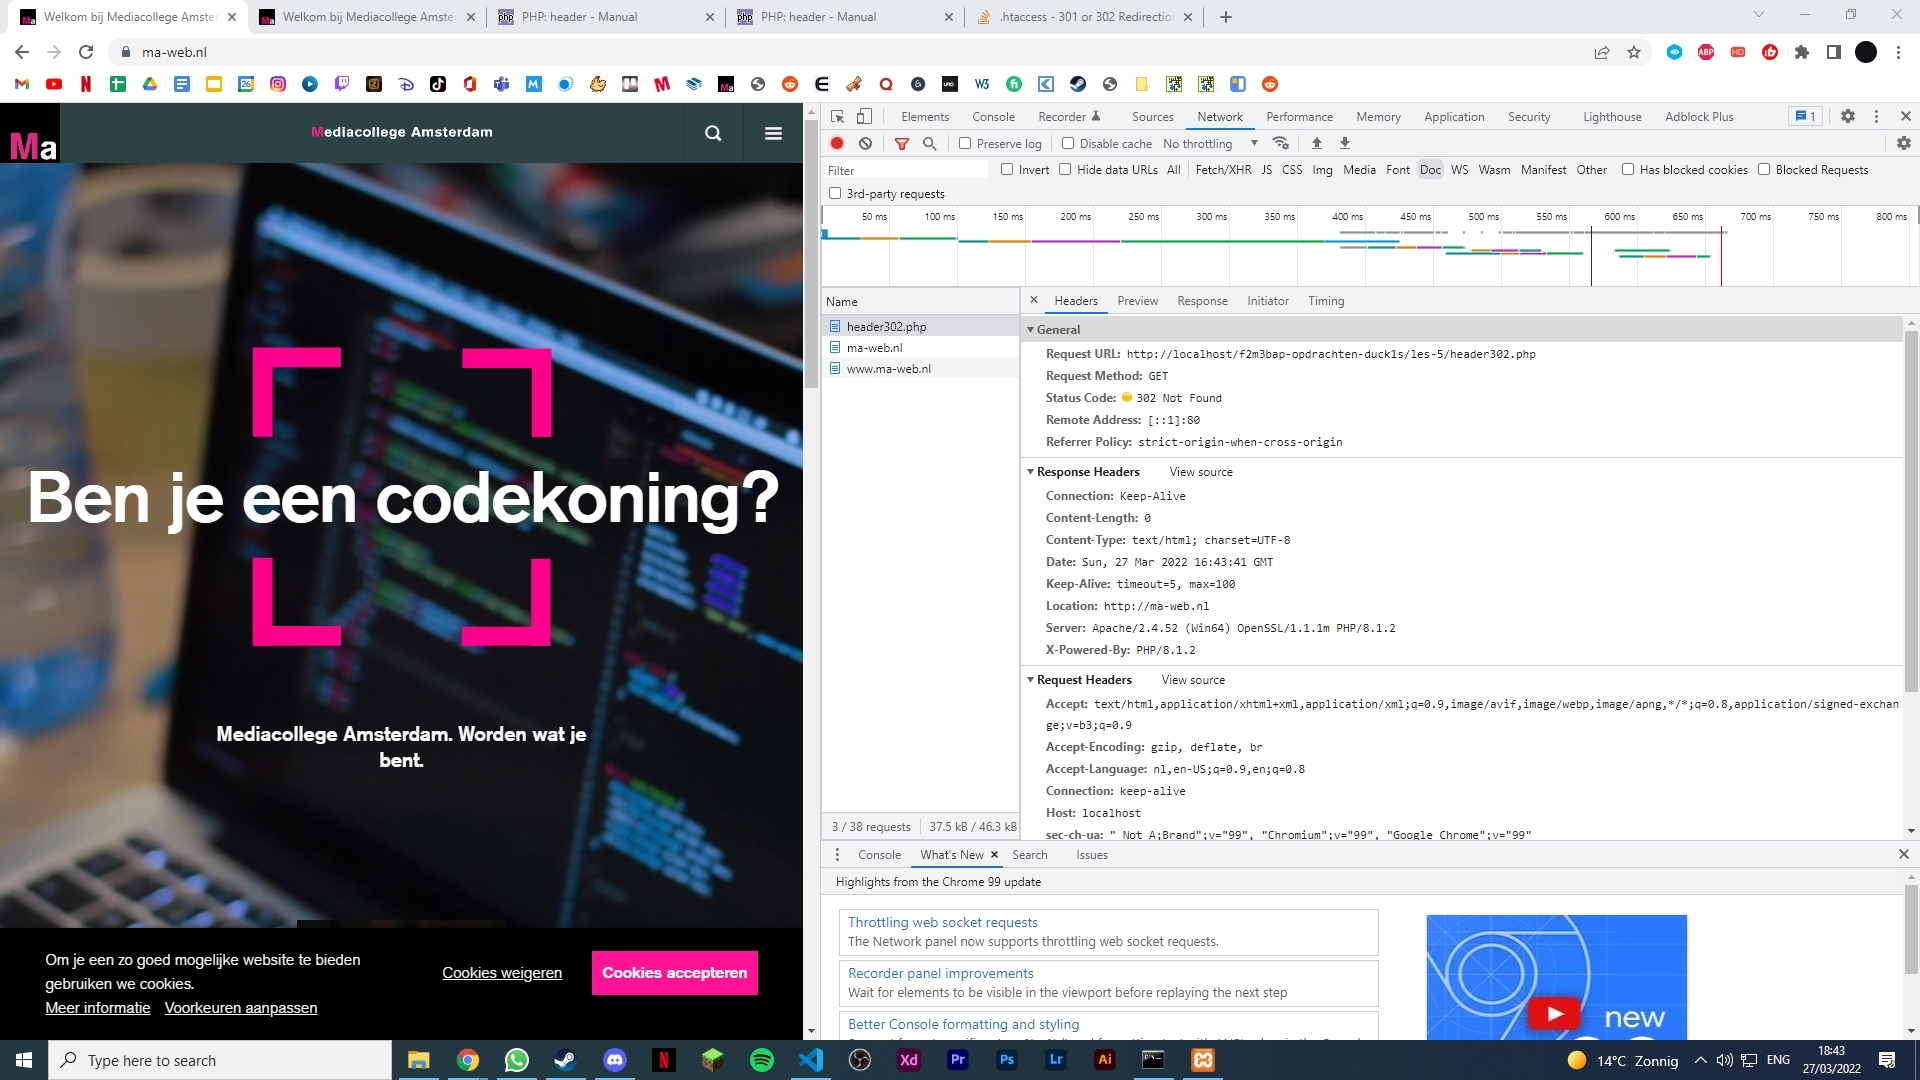 Welkom bij Mediacollege Amster
Welkom bij Mediacollege Amster
PHP: header - Manual
PHP: header - Manual
.htaccess - 301 or 302 Redirectio
ma-web.nl
Ma
Mediacollege Amsterdam
Ben je een codekoning?
Mediacollege Amsterdam. Worden wat je
bent.
Om je een zo goed mogelijke website te bieden
gebruiken we cookies.
Meer informatie Voorkeuren aanpassen
Cookies weigeren
Cookies accepteren
Elements Console Recorder Sources Network Performance Memory Application Security Lighthouse Adblock Plus 1
Preserve log Disable cache No throttling
Filter Invert Hide data URLs All Fetch/XHR JS CSS Img Media Font Doc WS Wasm Manifest Other Has blocked cookies Blocked Requests
3rd-party requests
50 ms 100 ms 150 ms 200 ms 250 ms 300 ms 350 ms 400 ms 450 ms 500 ms 550 ms 600 ms 650 ms 700 ms 750 ms 800 ms
Name
header302.php
ma-web.nl
www.ma-web.nl
3 / 38 requests 37.5 kB / 46.3 kB
Headers Preview Response Initiator Timing
General
Request URL: http://localhost/f2m3bap-opdrachten-duck1s/les-5/header302.php
Request Method: GET
Status Code: 302 Not Found
Remote Address: [::1]:80
Referrer Policy: strict-origin-when-cross-origin
Response Headers View source
Connection: Keep-Alive
Content-Length: 0
Content-Type: text/html; charset=UTF-8
Date: Sun, 27 Mar 2022 16:43:41 GMT
Keep-Alive: timeout=5, max=100
Location: http://ma-web.nl
Server: Apache/2.4.52 (Win64) OpenSSL/1.1.1m PHP/8.1.2
X-Powered-By: PHP/8.1.2
Request Headers View source
Accept: text/html,application/xhtml+xml,application/xml;q=0.9,image/avif,image/webp,image/apng,*/*;q=0.8,application/signed-exchan
ge;v=b3;q=0.9
Accept-Encoding: gzip, deflate, br
Accept-Language: nl,en-US;q=0.9,en;q=0.8
Connection: keep-alive
Host: localhost
sec-ch-ua: " Not A;Brand";v="99", "Chromium";v="99", "Google Chrome";v="99"
Console What's New Search Issues
Highlights from the Chrome 99 update
Throttling web socket requests
The Network panel now supports throttling web socket requests.
Recorder panel improvements
Wait for elements to be visible in the viewport before replaying the next step
Better Console formatting and styling
new
Type here to search
14°C Zonnig
ENG
18:43
27/03/2022